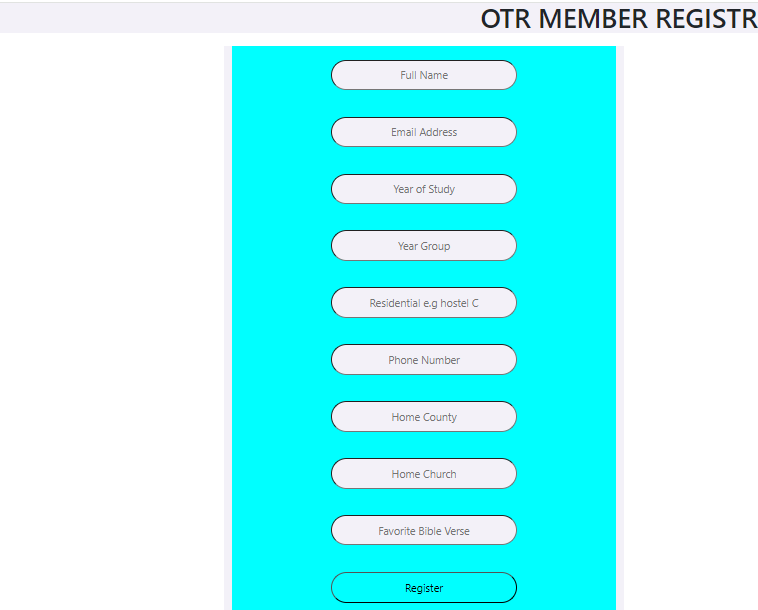 OTR MEMBER REGISTR
Full Name
Email Address
Year of Study
Year Group
Residential e.g hostel C
Phone Number
Home County
Home Church
Favorite Bible Verse
Register